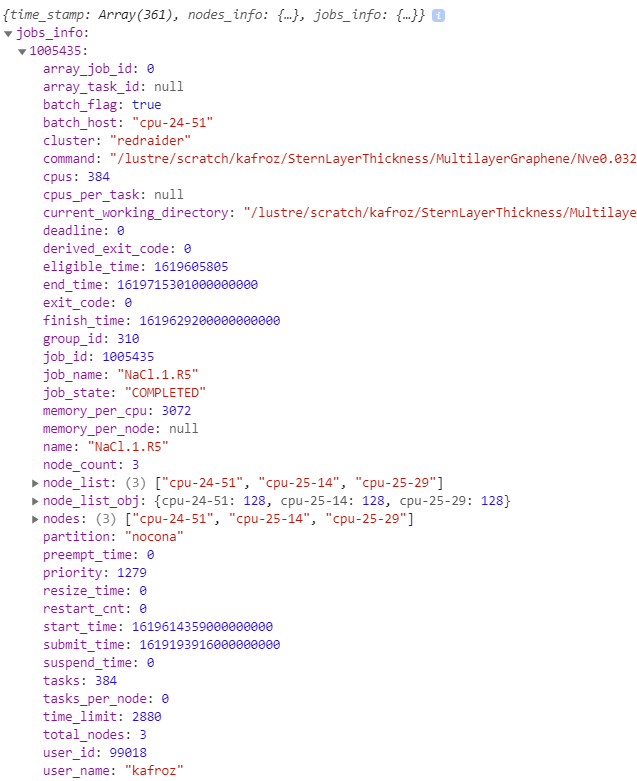 {time_stamp: Array(361), nodes_info: {…}, jobs_info: {…}} i
▼jobs_info:
▼1005435:
array_job_id: 0
array_task_id: null
batch_flag: true
batch_host: "cpu-24-51"
cluster: "redraider"
command: "/lustre/scratch/kafroz/SternLayerThickness/MultilayerGraphene/Nve0.032
cpus: 384
cpus_per_task: null
current_working_directory: "/lustre/scratch/kafroz/SternLayerThickness/Multilaye
deadline: 0
derived_exit_code: 0
eligible_time: 1619605805
end_time: 1619715301000000000
exit_code: 0
finish_time: 1619629200000000000
group_id: 310
job_id: 1005435
job_name: "NaCl.1.R5"
job_state: "COMPLETED"
memory_per_cpu: 3072
memory_per_node: null
name: "NaCl.1.R5"
node_count: 3
▶node_list: (3) ["cpu-24-51", "cpu-25-14", "cpu-25-29"]
▶node_list_obj: {cpu-24-51: 128, cpu-25-14: 128, cpu-25-29: 128}
▶nodes: (3) ["cpu-24-51", "cpu-25-14", "cpu-25-29"]
partition: "nocona"
preempt_time: 0
priority: 1279
resize_time: 0
restart_cnt: 0
start_time: 1619614359000000000
submit_time: 1619193916000000000
suspend_time: 0
tasks: 384
tasks_per_node: 0
time_limit: 2880
total_nodes: 3
user_id: 99018
user_name: "kafroz"